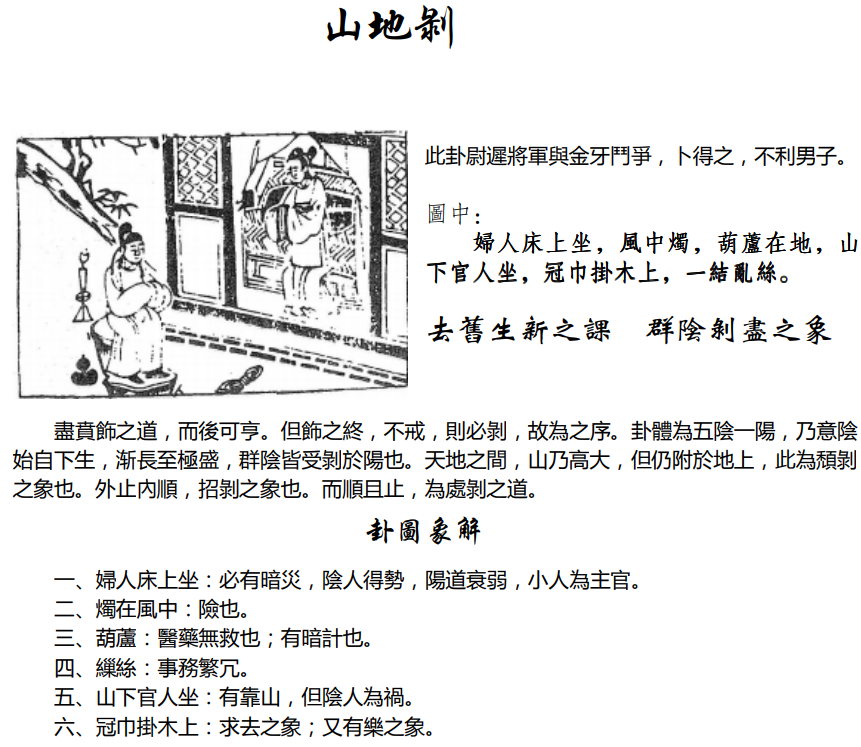 山地剝
此卦尉遲將軍與金牙鬥爭，卜得之，不利男子。
圖中：
婦人床上坐，風中燭，葫蘆在地，山
下官人坐，冠巾掛木上，一結亂絲。
去舊生新之課　群陰剝盡之象
盡賁飾之道，而後可亨。但飾之終，不戒，則必剝，故為之序。卦體為五陰一陽，乃意陰
始自下生，漸長至極盛，群陰皆受剝於陽也。天地之間，山乃高大，但仍附於地上，此為頹剝
之象也。外止內順，招剝之象也。而順且止，為處剝之道。
卦圖象解
一、婦人床上坐：必有暗災，陰人得勢，陽道衰弱，小人為主官。
二、燭在風中：險也。
三、葫蘆：醫藥無救也；有暗計也。
四、繅絲：事務繁冗。
五、山下官人坐：有靠山，但陰人為禍。
六、冠巾掛木上：求去之象；又有樂之象。